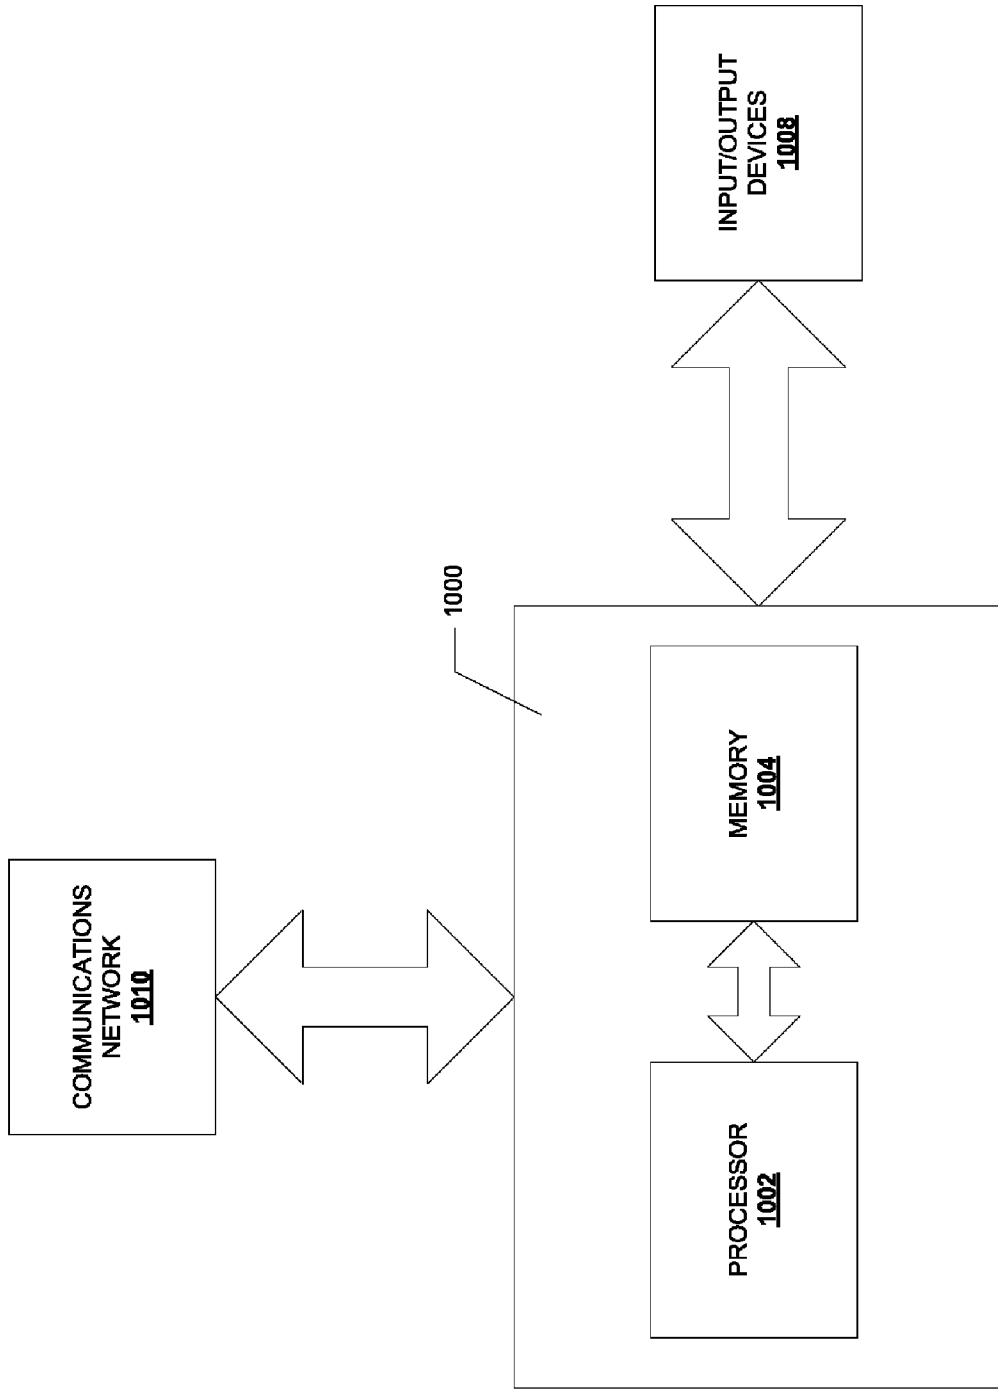 COMMUNICATIONS
NETWORK
1010
1000
PROCESSOR
1002
MEMORY
1004
INPUT/OUTPUT
DEVICES
1008